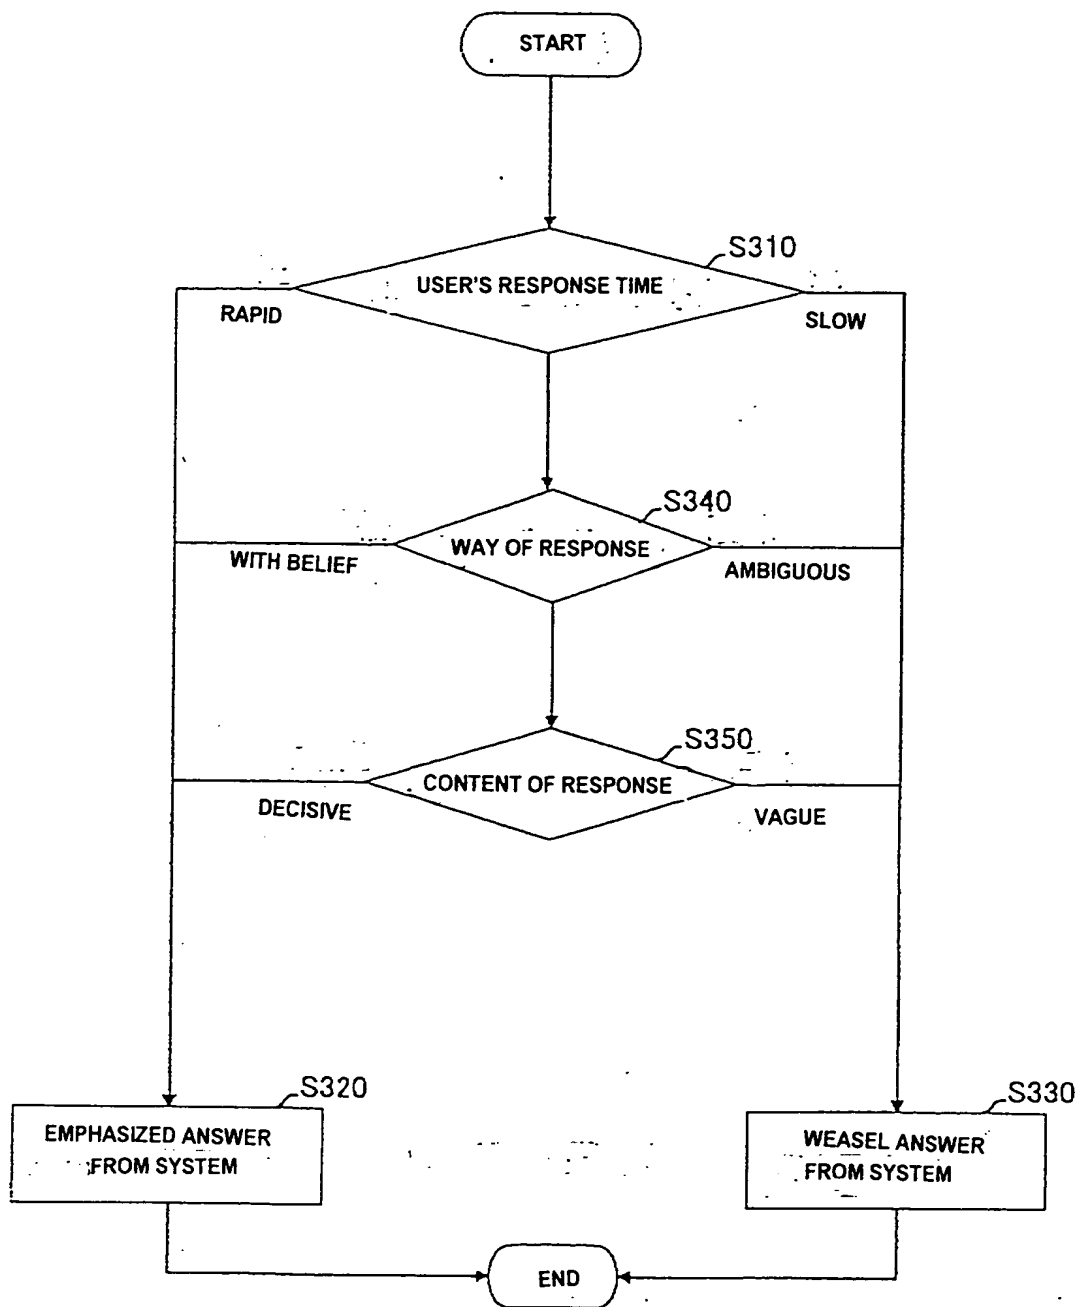 START
S310
USER'S RESPONSE TIME
RAPID
SLOW
S340
WAY OF RESPONSE
WITH BELIEF
AMBIGUOUS
S350
CONTENT OF RESPONSE
DECISIVE
VAGUE
S320
EMPHASIZED ANSWER
FROM SYSTEM
S330
WEASEL ANSWER
FROM SYSTEM
END